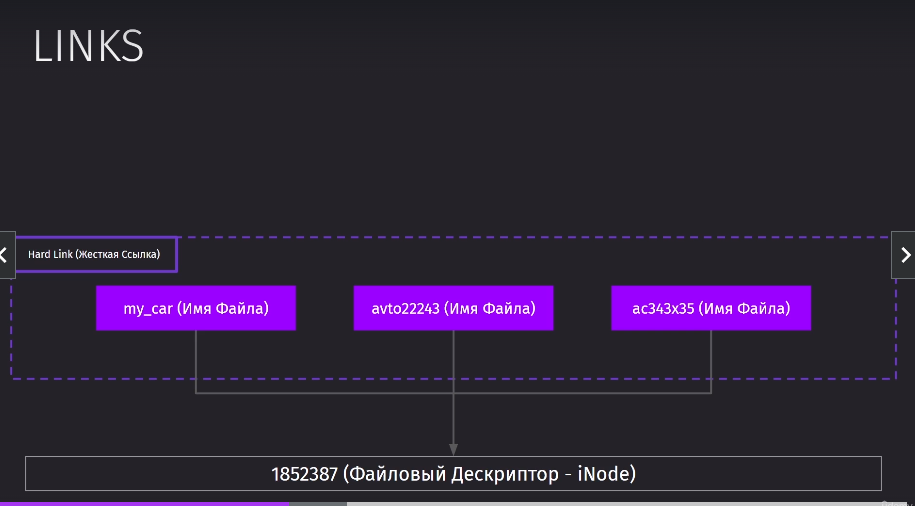 LINKS
Hard Link (Жесткая Ссылка)
my_car (Имя Файла)
avto22243 (Имя Файла)
ac343x35 (Имя Файла)
1852387 (Файловый Дескриптор - iNode)